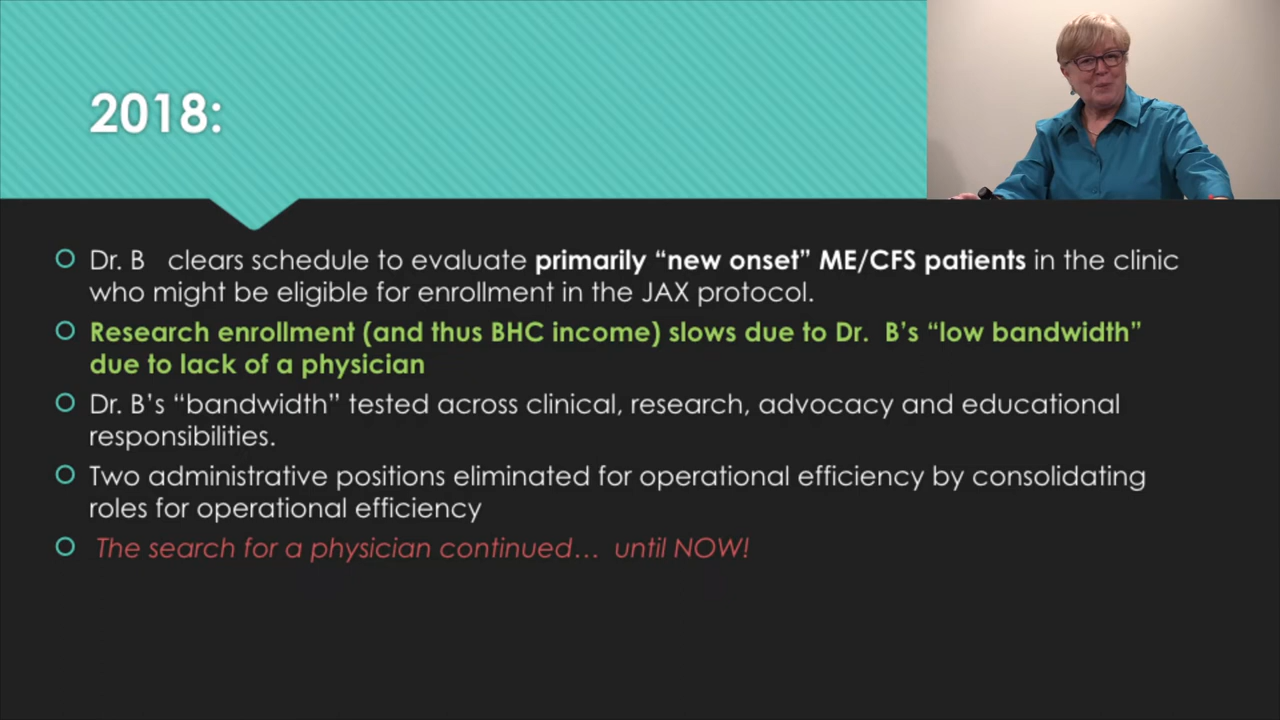 2018:
Dr. B clears schedule to evaluate primarily “new onset” ME/CFS patients in the clinic
who might be eligible for enrollment in the JAX protocol.
Research enrollment (and thus BHC income) slows due to Dr. B’s “low bandwidth”
due to lack of a physician
Dr. B’s “bandwidth” tested across clinical, research, advocacy and educational
responsibilities.
Two administrative positions eliminated for operational efficiency by consolidating
roles for operational efficiency
The search for a physician continued… until NOW!